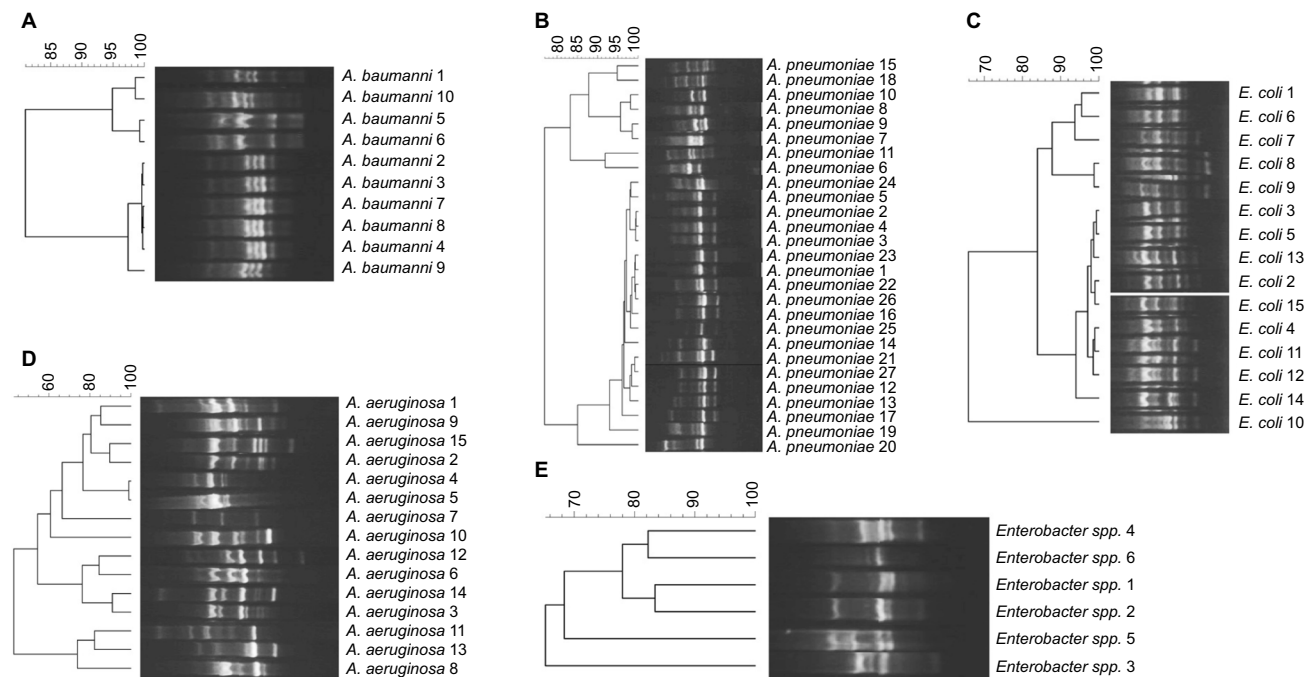 A
85
90
95
100
A. baumanni 1
A. baumanni 10
A. baumanni 5
A. baumanni 6
A. baumanni 2
A. baumanni 3
A. baumanni 7
A. baumanni 8
A. baumanni 4
A. baumanni 9
B
80
85
90
95
100
A. pneumoniae 15
A. pneumoniae 18
A. pneumoniae 10
A. pneumoniae 8
A. pneumoniae 9
A. pneumoniae 7
A. pneumoniae 11
A. pneumoniae 6
A. pneumoniae 24
A. pneumoniae 5
A. pneumoniae 2
A. pneumoniae 4
A. pneumoniae 3
A. pneumoniae 23
A. pneumoniae 1
A. pneumoniae 22
A. pneumoniae 26
A. pneumoniae 16
A. pneumoniae 25
A. pneumoniae 14
A. pneumoniae 21
A. pneumoniae 27
A. pneumoniae 12
A. pneumoniae 13
A. pneumoniae 17
A. pneumoniae 19
A. pneumoniae 20
C
70
80
90
100
E. coli 1
E. coli 6
E. coli 7
E. coli 8
E. coli 9
E. coli 3
E. coli 5
E. coli 13
E. coli 2
E. coli 15
E. coli 4
E. coli 11
E. coli 12
E. coli 14
E. coli 10
D
60
80
100
A. aeruginosa 1
A. aeruginosa 9
A. aeruginosa 15
A. aeruginosa 2
A. aeruginosa 4
A. aeruginosa 5
A. aeruginosa 7
A. aeruginosa 10
A. aeruginosa 12
A. aeruginosa 6
A. aeruginosa 14
A. aeruginosa 3
A. aeruginosa 11
A. aeruginosa 13
A. aeruginosa 8
E
70
80
90
100
Enterobacter spp. 4
Enterobacter spp. 6
Enterobacter spp. 1
Enterobacter spp. 2
Enterobacter spp. 5
Enterobacter spp. 3